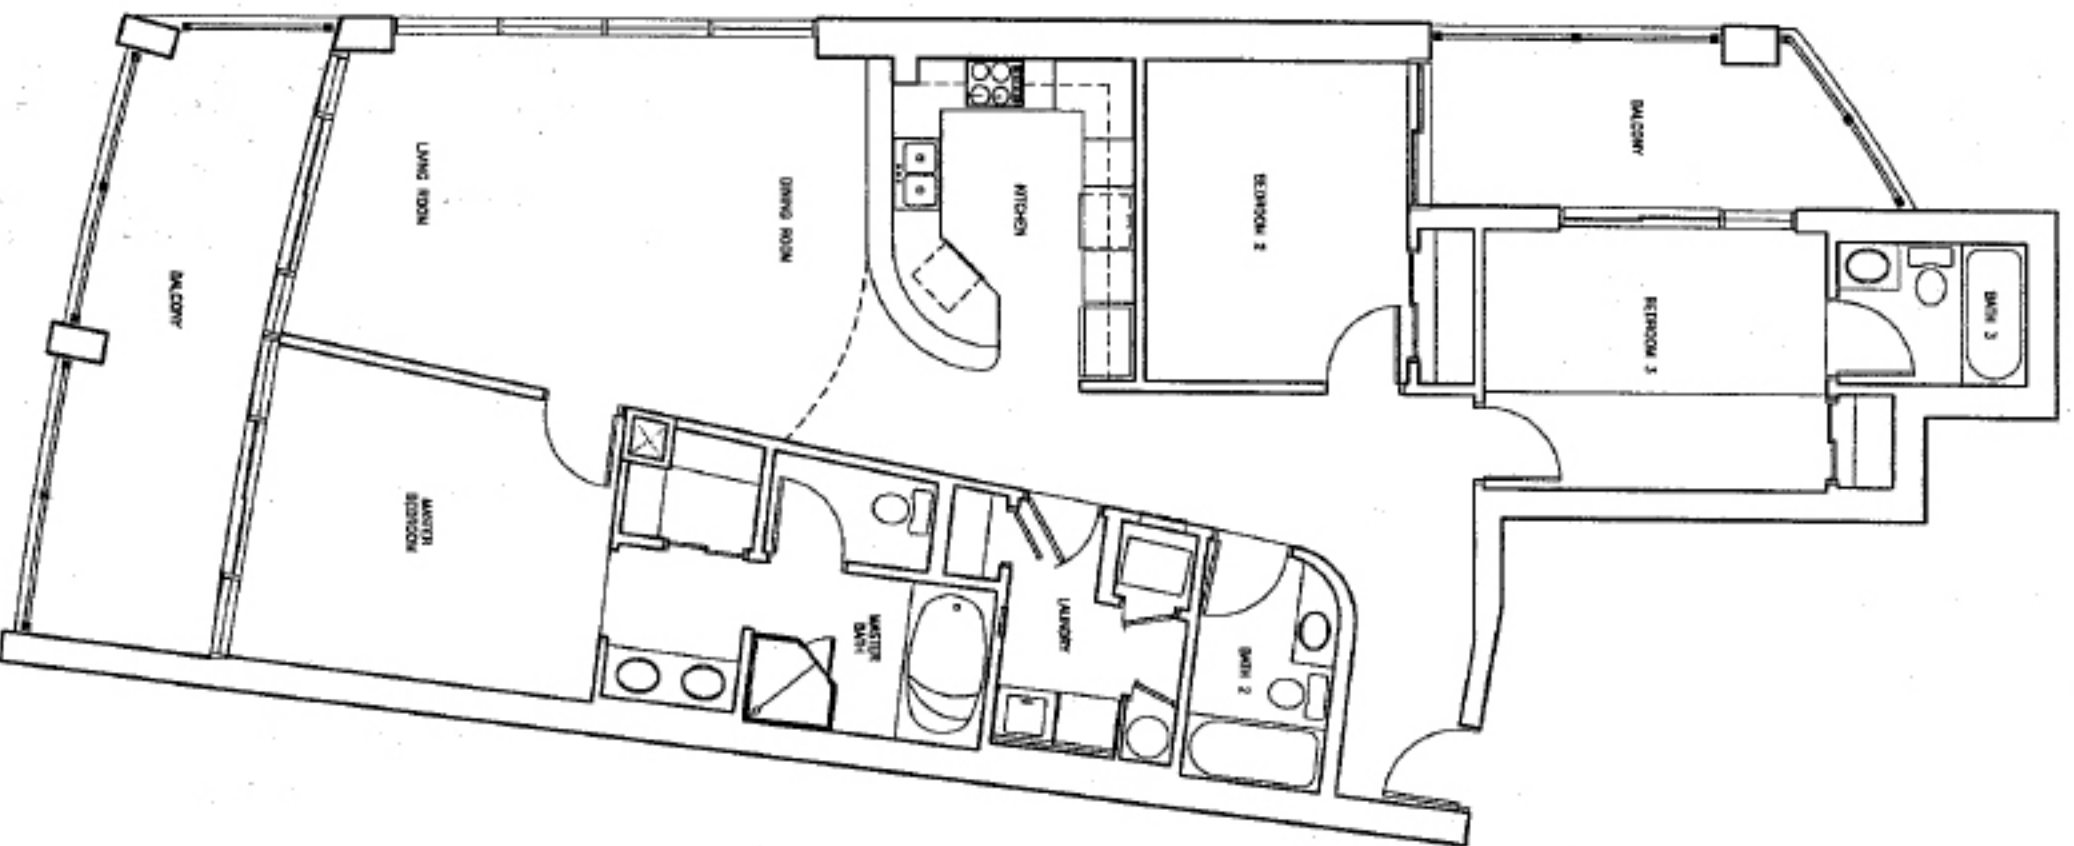 BALCONY
LIVING ROOM
DINING ROOM
KITCHEN
BEDROOM 2
BALCONY
BEDROOM 3
BATH 3
BALCONY
MASTER
BEDROOM
MASTER
BATH
LAUNDRY
BATH 2